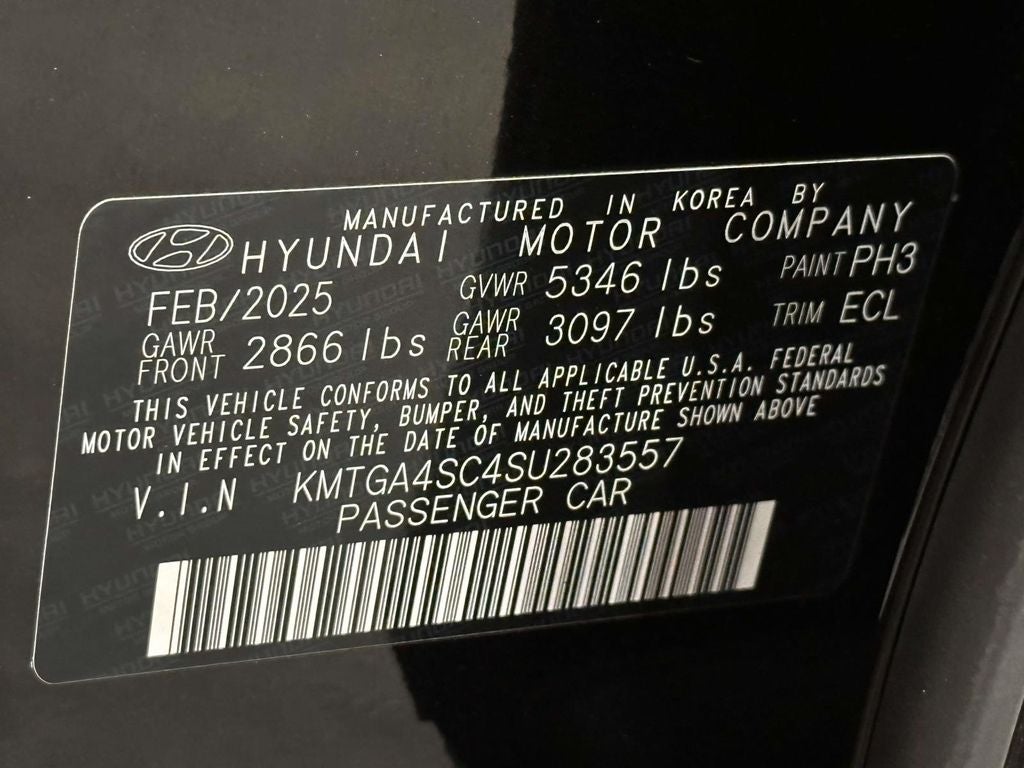 MANUFACTURED IN KOREA BY
HYUNDAI MOTOR COMPANY
FEB/2025 GVWR 5346 lbs PAINT PH3
GAWR FRONT 2866 lbs GAWR REAR 3097 lbs TRIM ECL
THIS VEHICLE CONFORMS TO ALL APPLICABLE U.S.A. FEDERAL
MOTOR VEHICLE SAFETY, BUMPER, AND THEFT PREVENTION STANDARDS
IN EFFECT ON THE DATE OF MANUFACTURE SHOWN ABOVE
V.I.N KMTGA4SC4SU283557
PASSENGER CAR